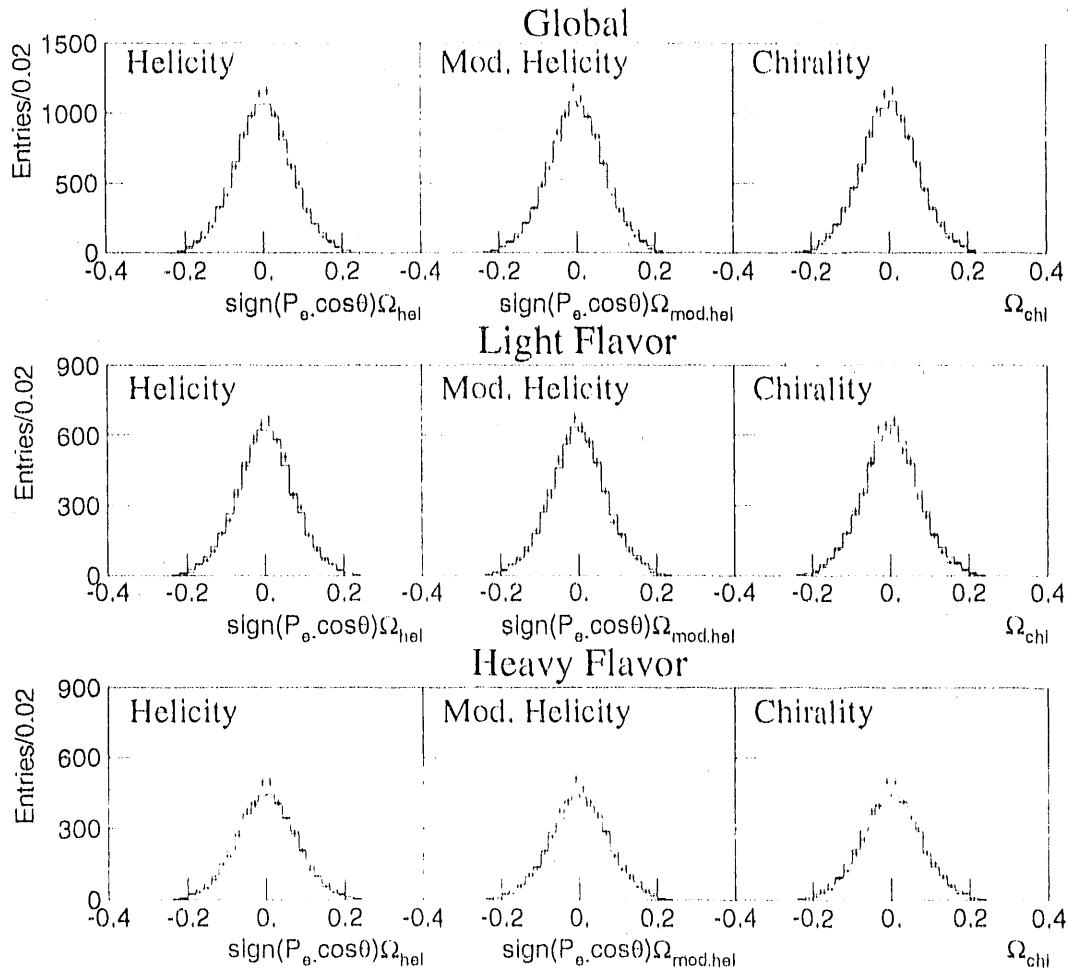 Global
Entries/0.02
1500
1000
500
0
Helicity
Mod. Helicity
Chirality
-0.4 -0.2 0. 0.2 -0.4 -0.2 0. 0.2 -0.4 -0.2 0. 0.2 0.4
sign(Pe.cosθ)Ωhel
sign(Pe.cosθ)Ωmod.hel
Ωchi
Light Flavor
Entries/0.02
900
600
300
0
Helicity
Mod. Helicity
Chirality
-0.4 -0.2 0. 0.2 -0.4 -0.2 0. 0.2 -0.4 -0.2 0. 0.2 0.4
sign(Pe.cosθ)Ωhel
sign(Pe.cosθ)Ωmod.hel
Ωchi
Heavy Flavor
Entries/0.02
900
600
300
0
Helicity
Mod. Helicity
Chirality
-0.4 -0.2 0. 0.2 -0.4 -0.2 0. 0.2 -0.4 -0.2 0. 0.2 0.4
sign(Pe.cosθ)Ωhel
sign(Pe.cosθ)Ωmod.hel
Ωchi